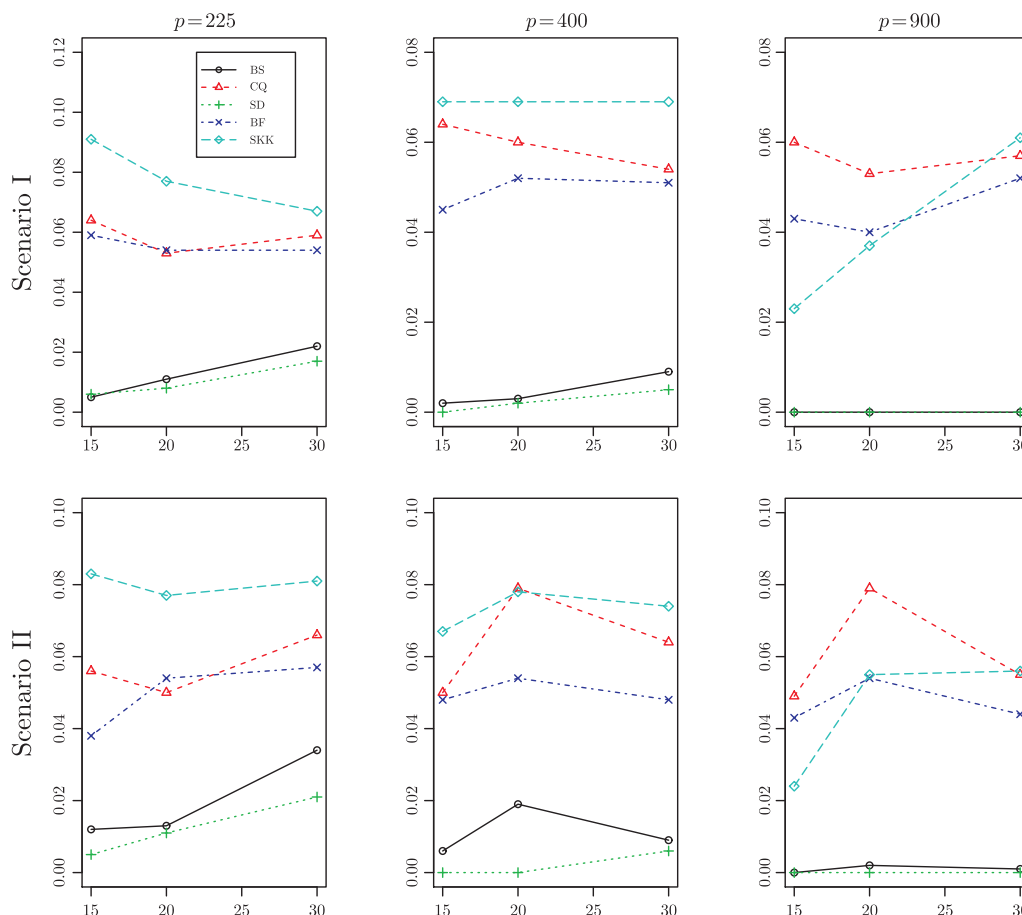 p=225
p=400
p=900
Scenario I
0.00 0.02 0.04 0.06 0.08 0.10 0.12
BS
CQ
SD
BF
SKK
15 20 25 30
0.00 0.02 0.04 0.06 0.08
15 20 25 30
0.00 0.02 0.04 0.06 0.08
15 20 25 30
Scenario II
0.00 0.02 0.04 0.06 0.08 0.10
15 20 25 30
0.00 0.02 0.04 0.06 0.08 0.10
15 20 25 30
0.00 0.02 0.04 0.06 0.08 0.10
15 20 25 30